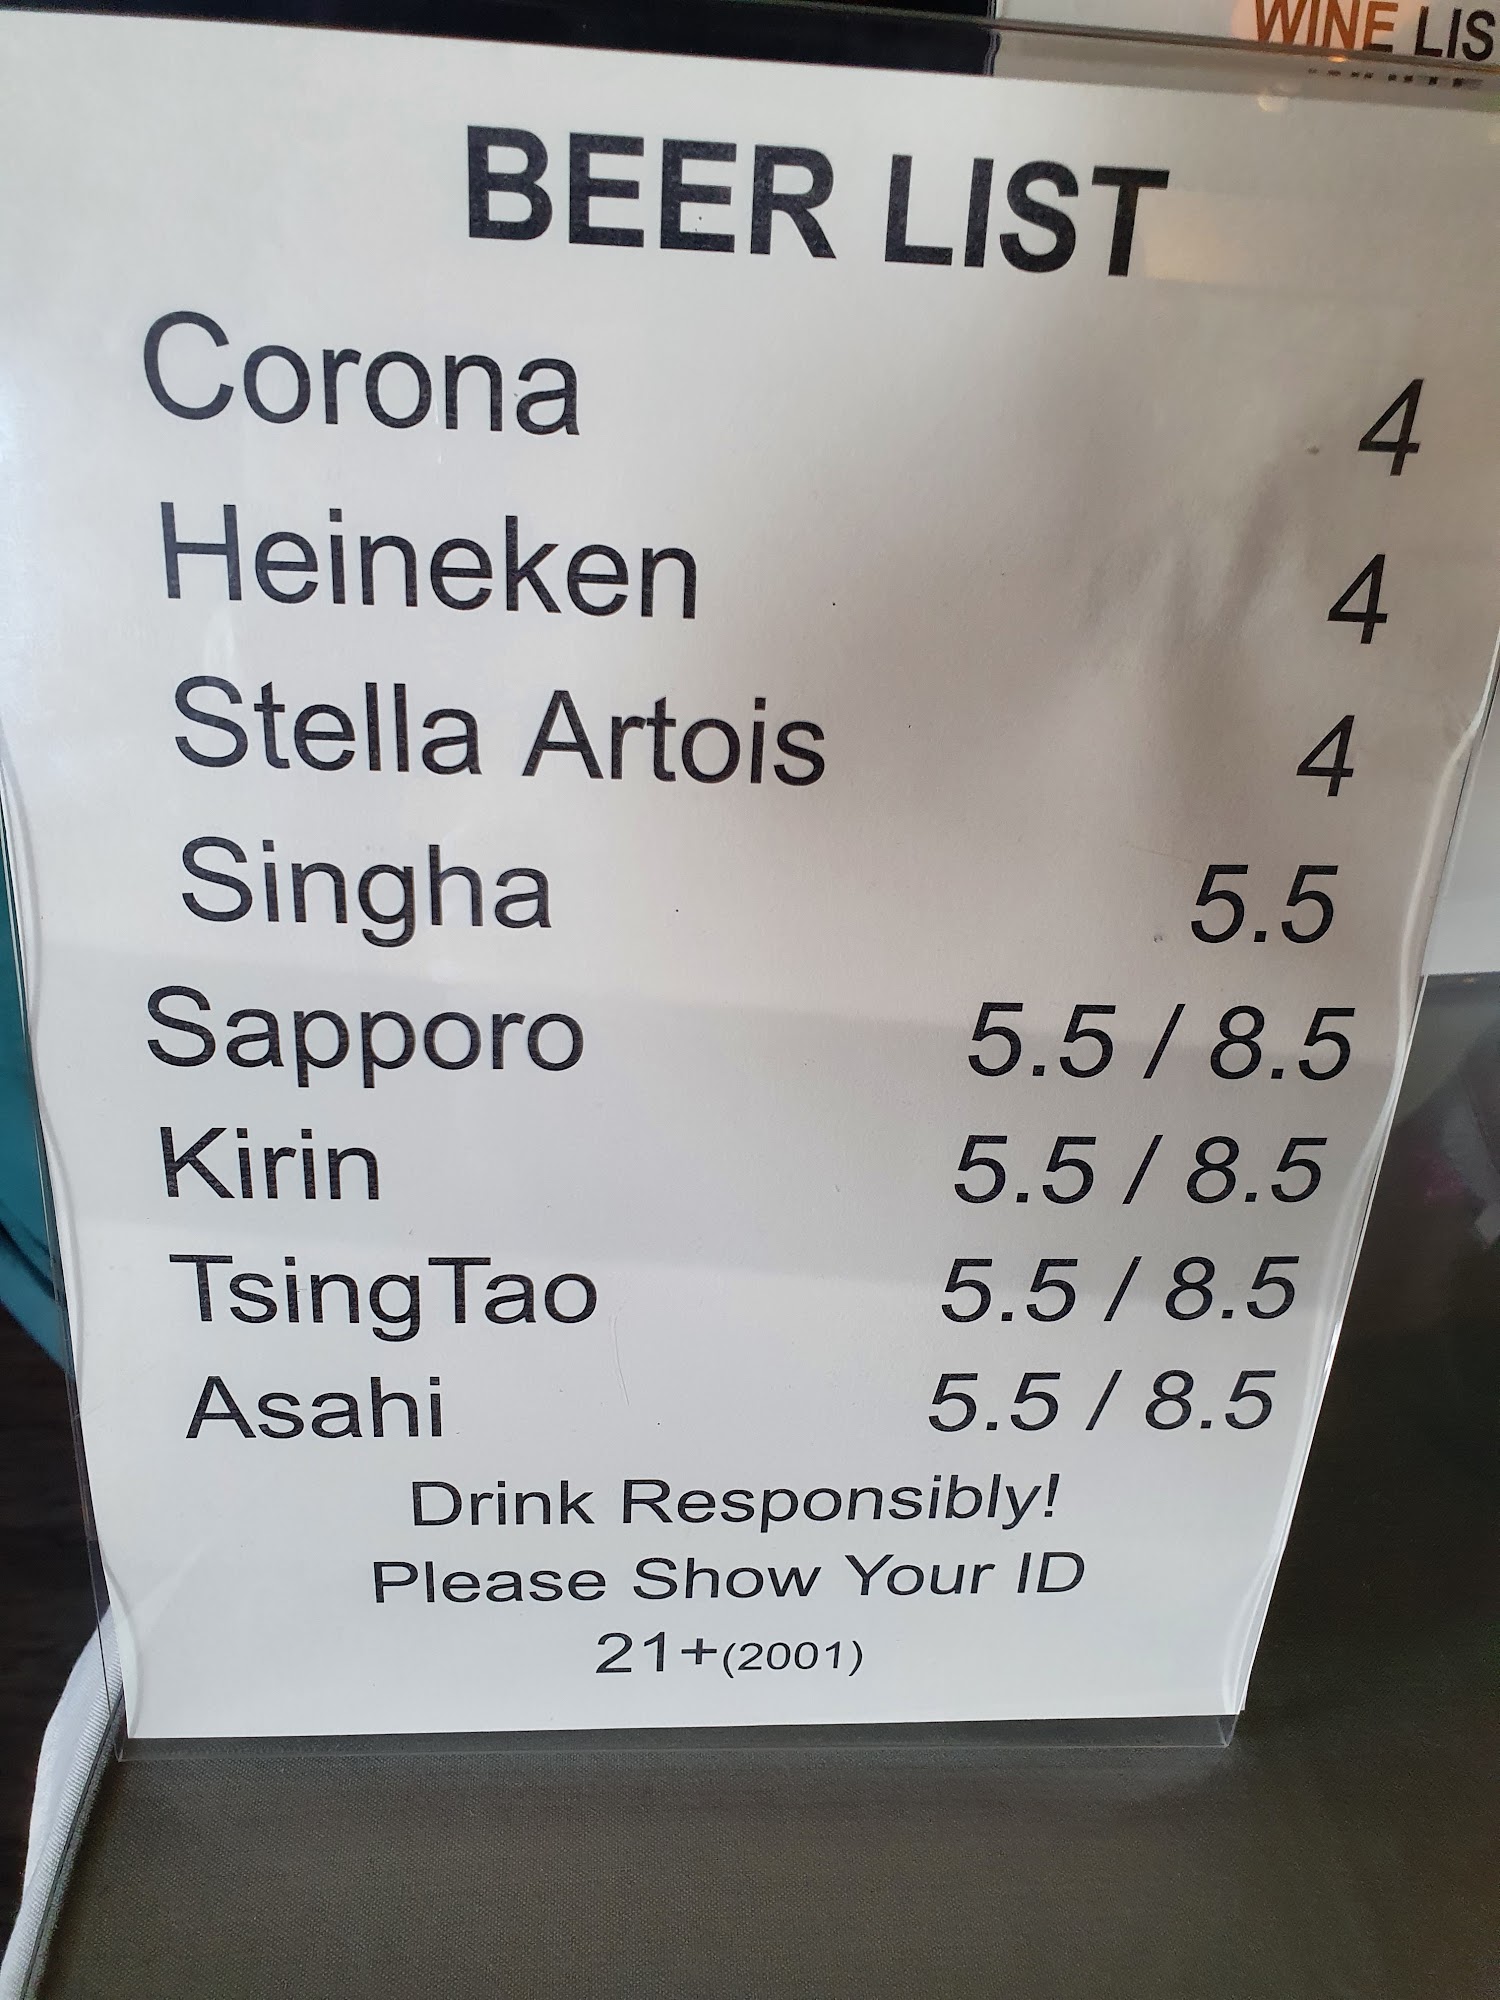 WINE LIS
BEER LIST
Corona 4
Heineken 4
Stella Artois 4
Singha 5.5
Sapporo 5.5 / 8.5
Kirin 5.5 / 8.5
TsingTao 5.5 / 8.5
Asahi 5.5 / 8.5
Drink Responsibly!
Please Show Your ID
21+(2001)